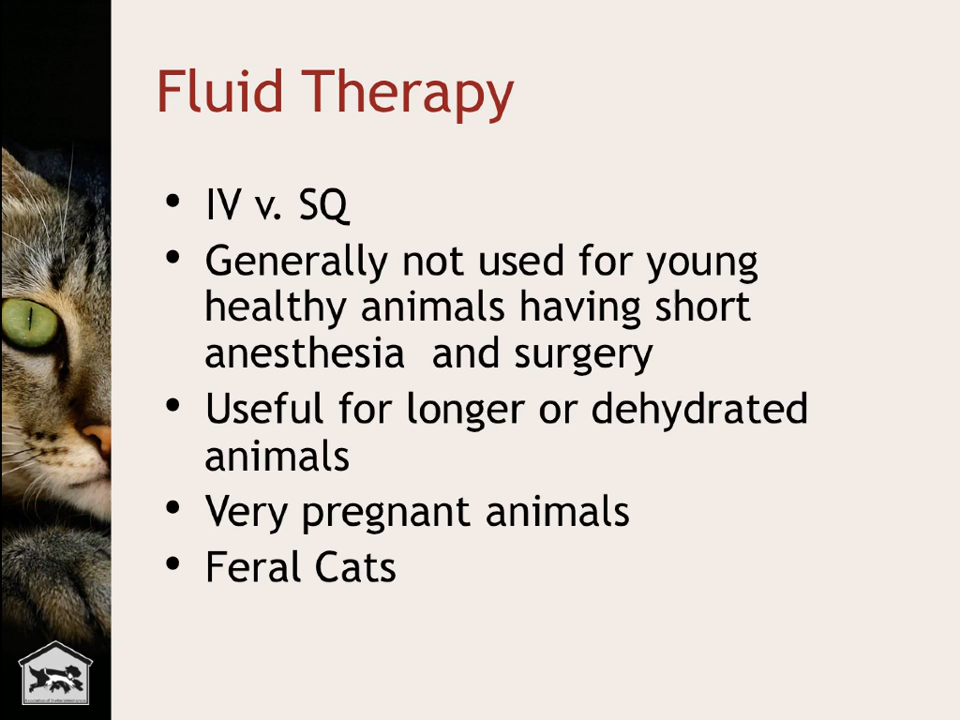 Fluid Therapy
• IV v. SQ
• Generally not used for young
healthy animals having short
anesthesia  and surgery
• Useful for longer or dehydrated
animals
• Very pregnant animals
• Feral Cats